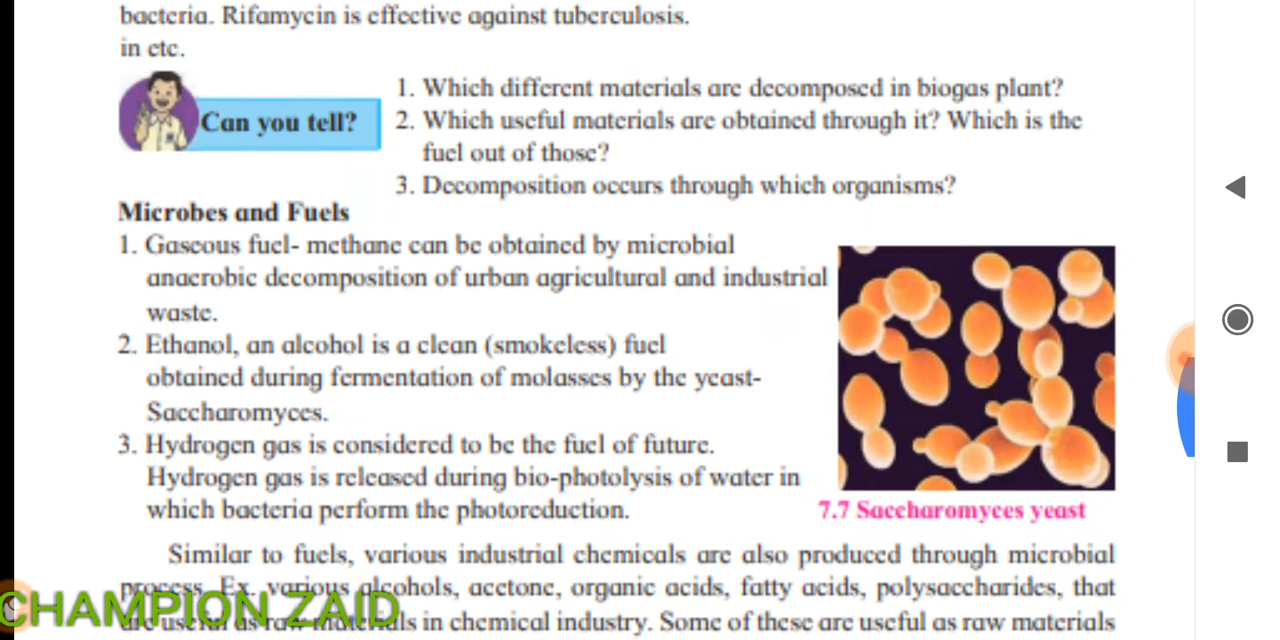 bacteria. Rifamycin is effective against tuberculosis.
in etc.
Can you tell?
1. Which different materials are decomposed in biogas plant?
2. Which useful materials are obtained through it? Which is the
fuel out of those?
3. Decomposition occurs through which organisms?
Microbes and Fuels
1. Gaseous fuel- methane can be obtained by microbial
anaerobic decomposition of urban agricultural and industrial
waste.
2. Ethanol, an alcohol is a clean (smokeless) fuel
obtained during fermentation of molasses by the yeast-
Saccharomyces.
3. Hydrogen gas is considered to be the fuel of future.
Hydrogen gas is released during bio-photolysis of water in
which bacteria perform the photoreduction.
7.7 Saccharomyces yeast
Similar to fuels, various industrial chemicals are also produced through microbial
process. Ex. various alcohols, acetone, organic acids, fatty acids, polysaccharides, that
are useful as raw materials in chemical industry. Some of these are useful as raw materials
CHAMPION ZAID